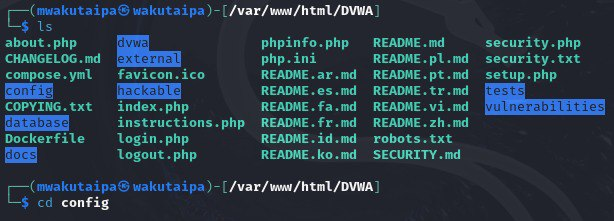 ┌──(mwakutaipa㉿wakutaipa)-[/var/www/html/DVWA]
└─$ ls
about.php dvwa phpinfo.php README.md security.php
CHANGELOG.md external php.ini README.pl.md security.txt
compose.yml favicon.ico README.ar.md README.pt.md setup.php
config hackable README.es.md README.tr.md tests
COPYING.txt index.php README.fa.md README.vi.md vulnerabilities
database instructions.php README.fr.md README.zh.md
Dockerfile login.php README.id.md robots.txt
docs logout.php README.ko.md SECURITY.md
┌──(mwakutaipa㉿wakutaipa)-[/var/www/html/DVWA]
└─$ cd config